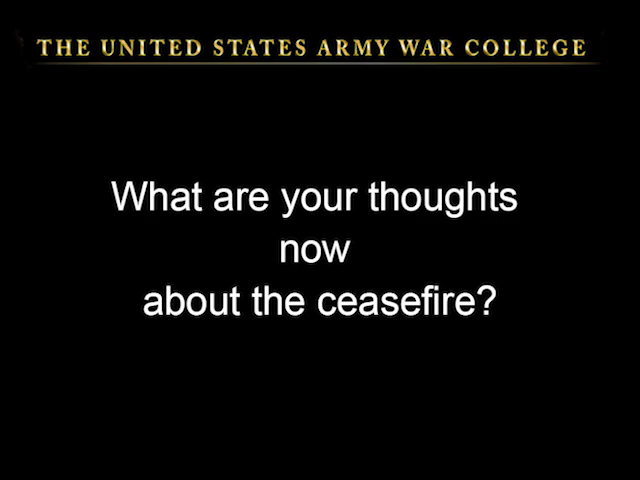 THE UNITED STATES ARMY WAR COLLEGE
What are your thoughts
now
about the ceasefire?